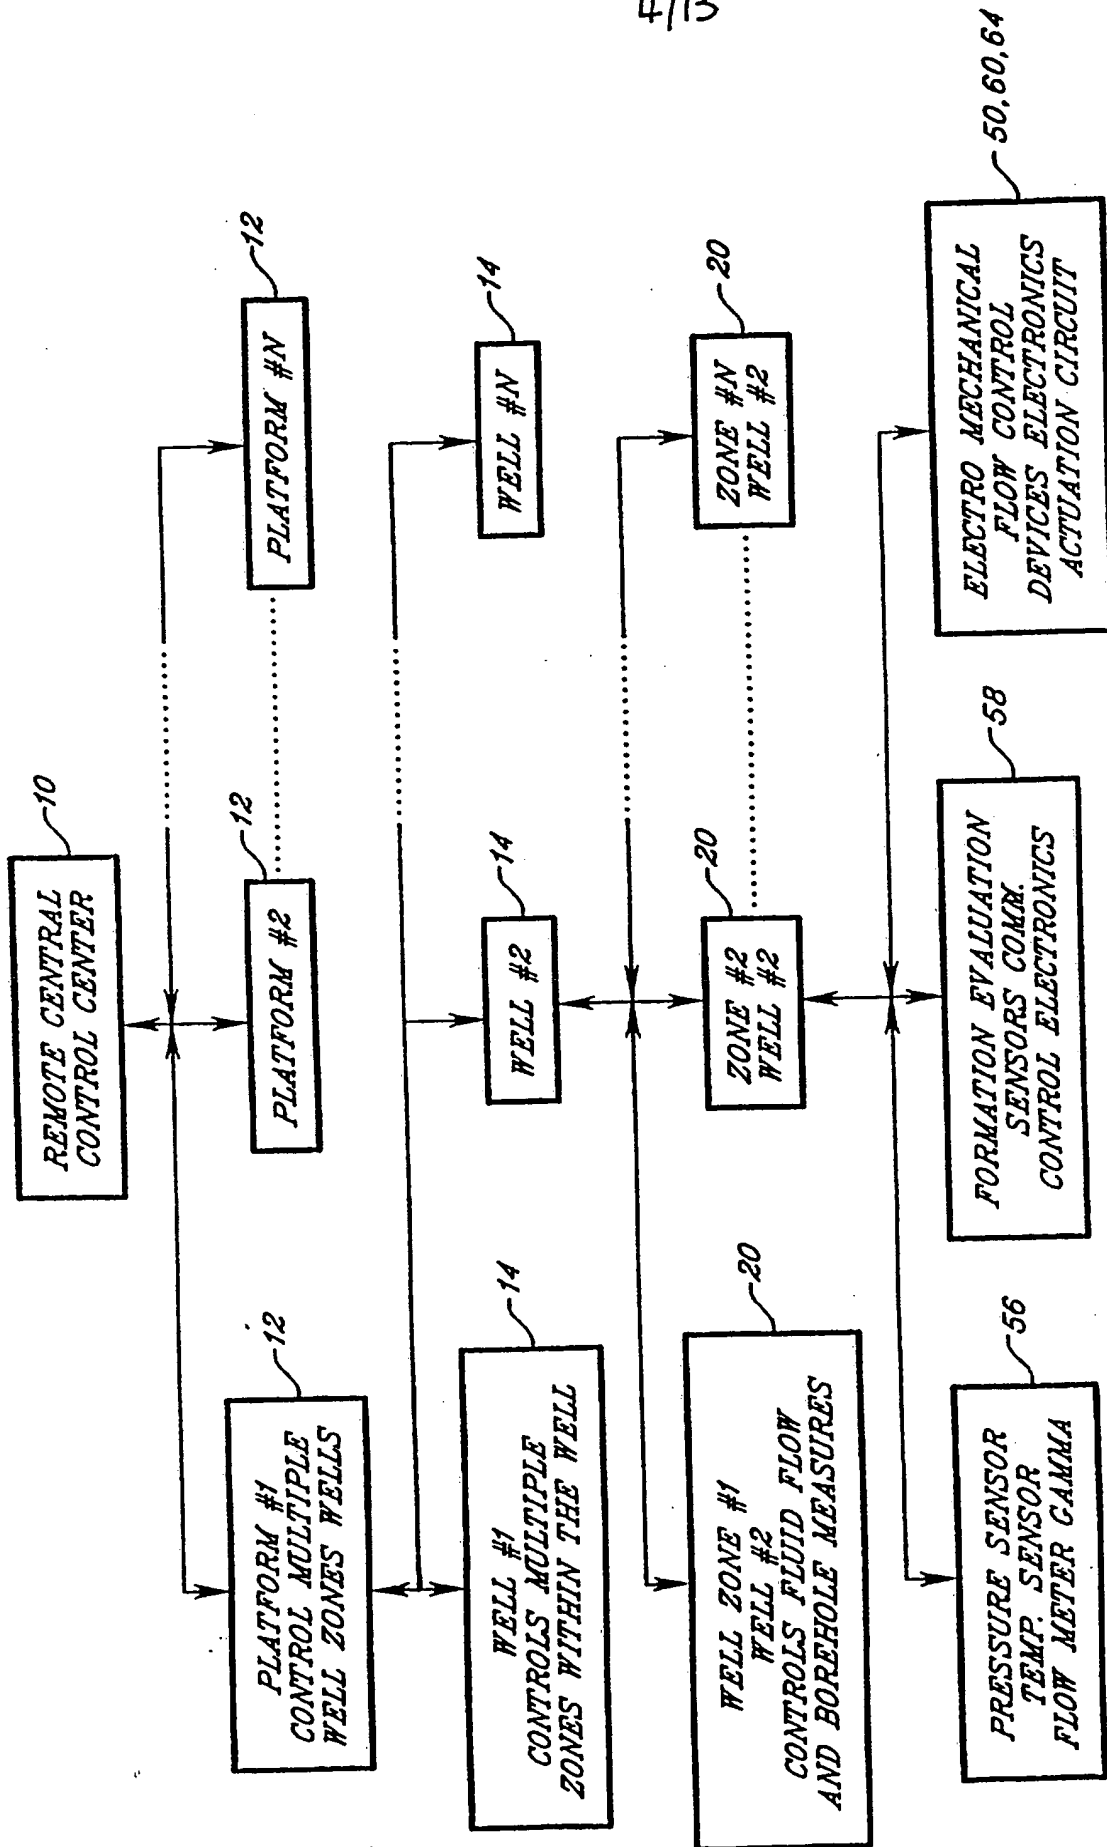 4/13
REMOTE CENTRAL
CONTROL CENTER
10
PLATFORM #1
CONTROL MULTIPLE
WELL ZONES WELLS
12
PLATFORM #2
12
PLATFORM #N
12
WELL #1
CONTROLS MULTIPLE
ZONES WITHIN THE WELL
14
WELL #2
14
WELL #N
14
WELL ZONE #1
WELL #2
CONTROLS FLUID FLOW
AND BOREHOLE MEASURES
20
ZONE #2
WELL #2
20
ZONE #N
WELL #2
20
PRESSURE SENSOR
TEMP. SENSOR
FLOW METER GAMMA
56
FORMATION EVALUATION
SENSORS COMM.
CONTROL ELECTRONICS
58
ELECTRO MECHANICAL
FLOW CONTROL
DEVICES ELECTRONICS
ACTUATION CIRCUIT
50,60,64